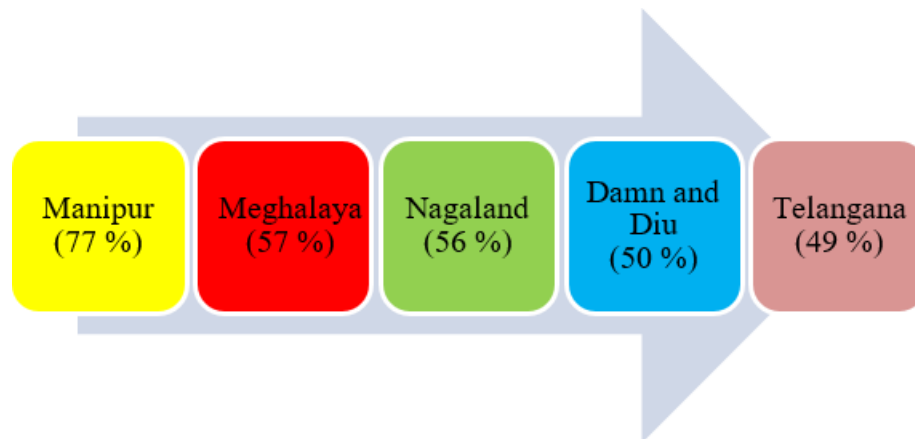 Manipur
(77 %)
Meghalaya
(57 %)
Nagaland
(56 %)
Damn and
Diu
(50 %)
Telangana
(49 %)